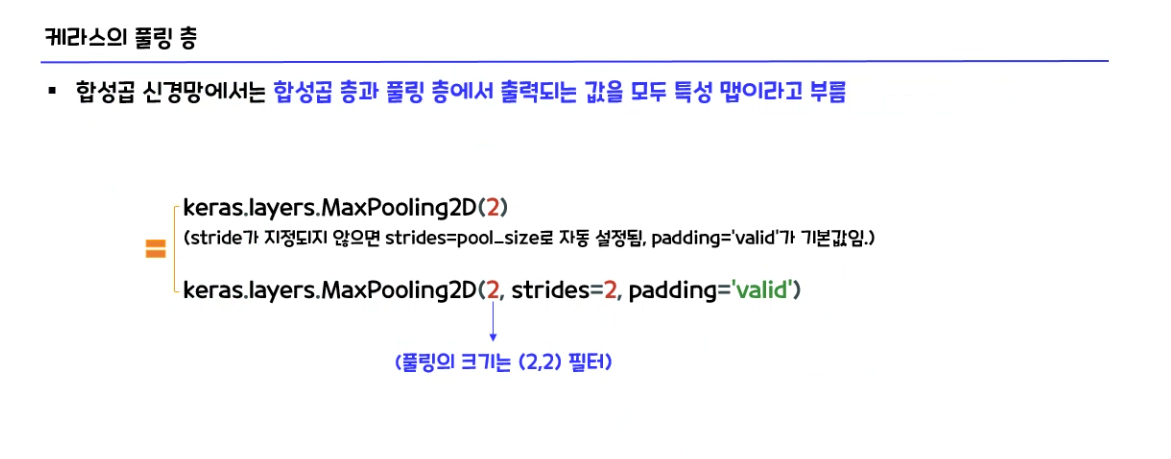 케라스의 풀링 층
▪ 합성곱 신경망에서는 합성곱 층과 풀링 층에서 출력되는 값을 모두 특성 맵이라고 부름
keras.layers.MaxPooling2D(2)
(stride가 지정되지 않으면 strides=pool_size로 자동 설정됨, padding='valid'가 기본값임.)
=
keras.layers.MaxPooling2D(2, strides=2, padding='valid')
(풀링의 크기는 (2,2) 필터)